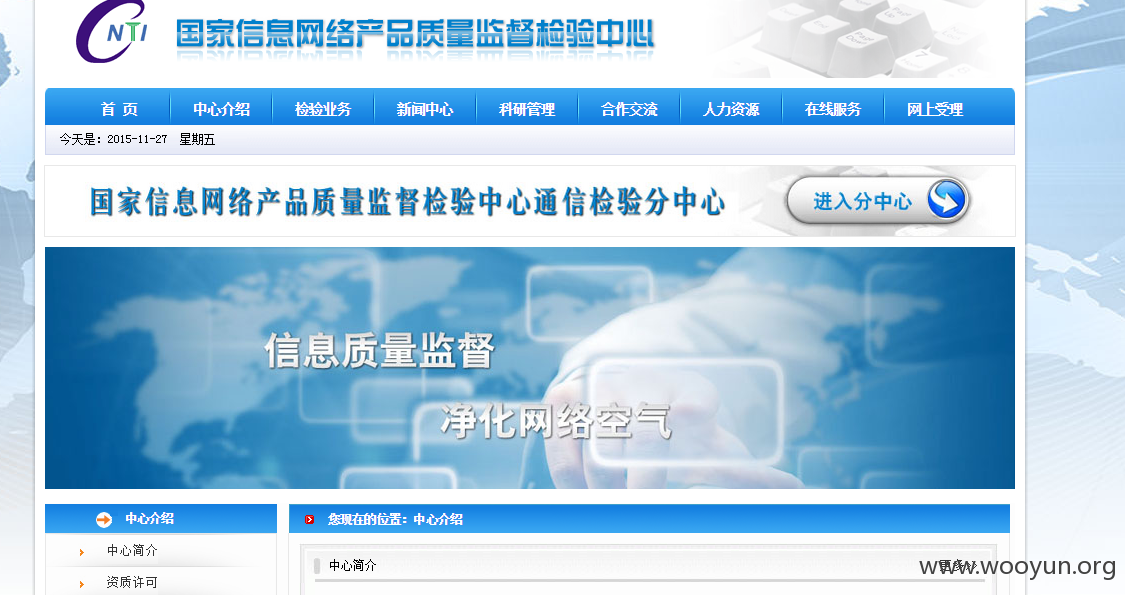 CNTI 国家信息网络产品质量监督检验中心
首 页 中心介绍 检验业务 新闻中心 科研管理 合作交流 人力资源 在线服务 网上受理
今天是：2015-11-27 星期五
国家信息网络产品质量监督检验中心通信检验分中心 进入分中心
信息质量监督
净化网络空气
中心介绍
中心简介
资质许可
您现在的位置：中心介绍
中心简介 更多>>
www.wooyun.org